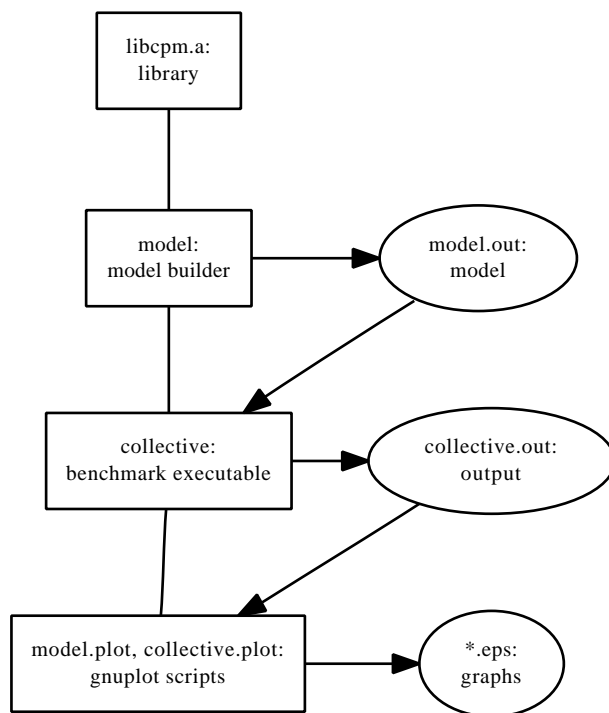 libcpm.a:
library
model:
model builder
model.out:
model
collective:
benchmark executable
collective.out:
output
model.plot, collective.plot:
gnuplot scripts
*.eps:
graphs